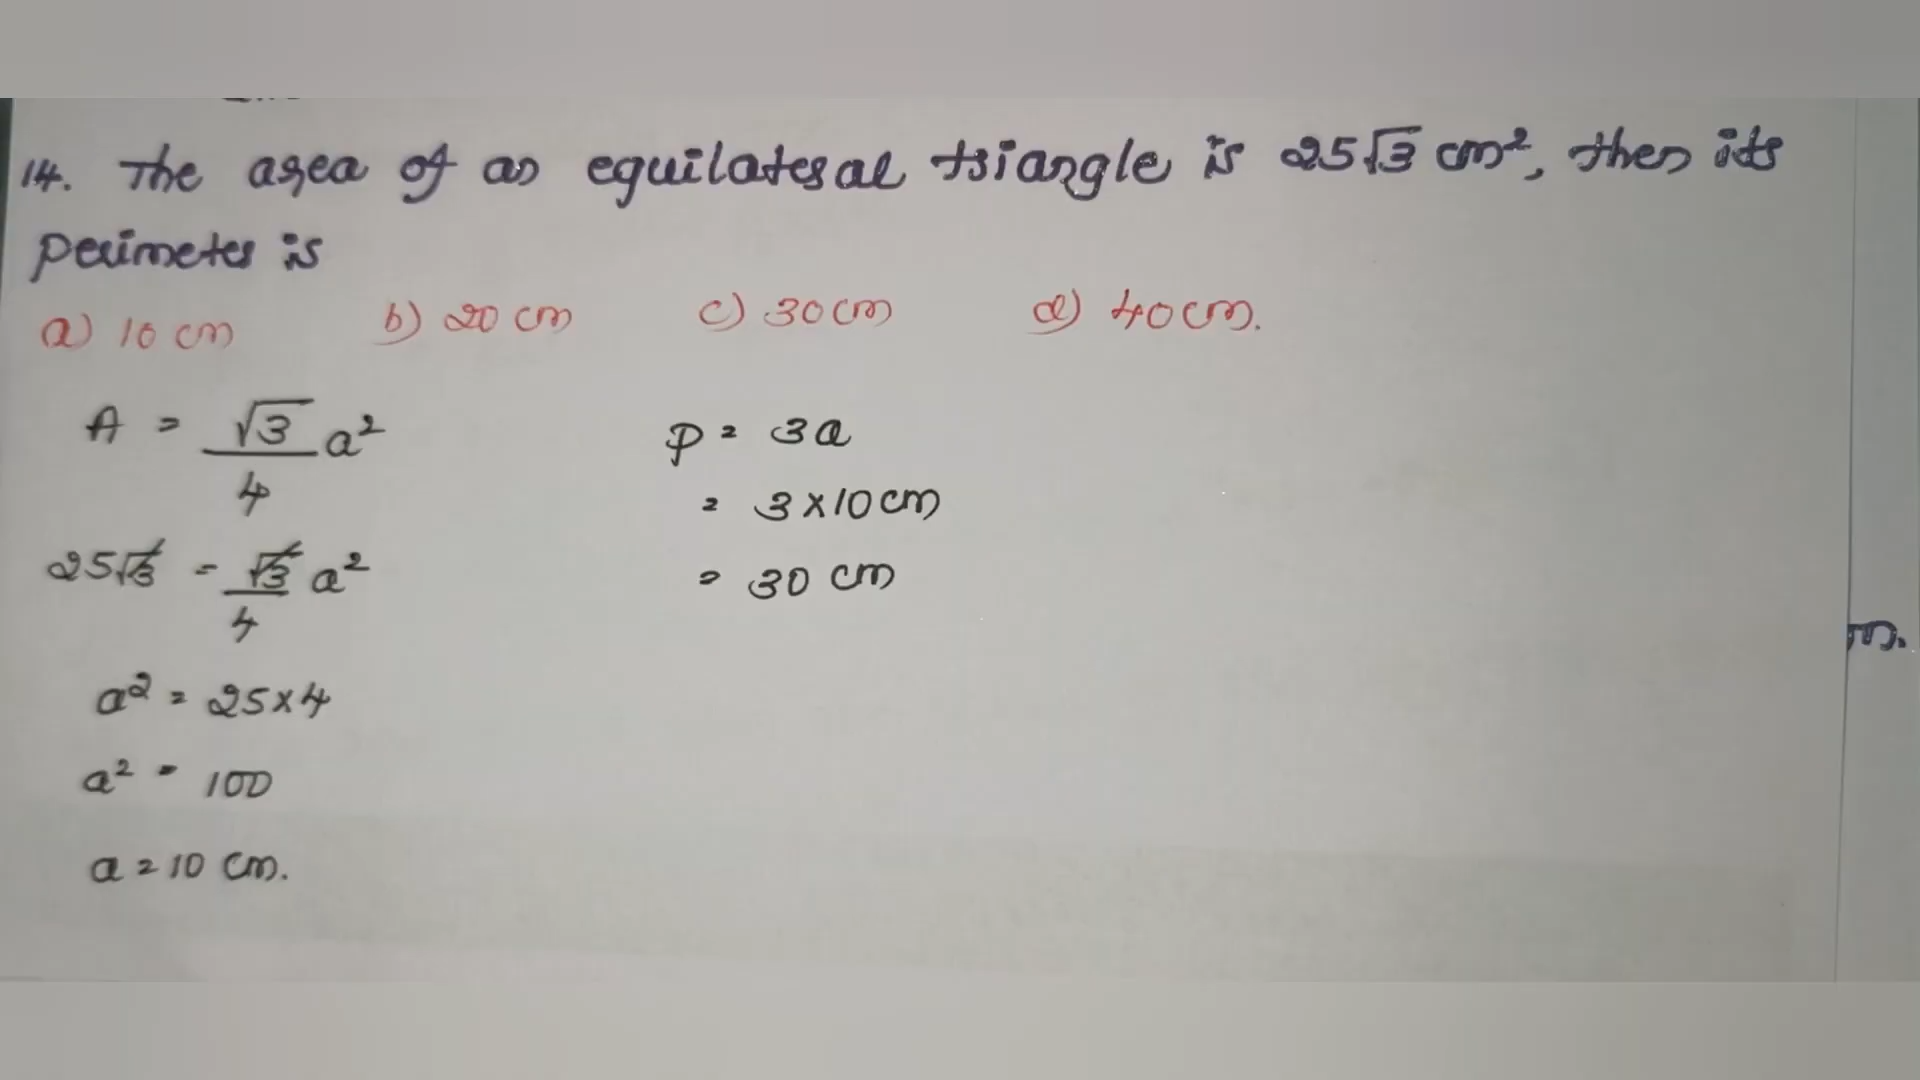 14. The area of an equilateral triangle is 25√3 cm², then its
perimeter is
a) 10 cm b) 20 cm c) 30 cm d) 40 cm.
A = √3/4 a²
25√3 = √3/4 a²
a² = 25×4
a² = 100
a = 10 cm.
P = 3a
= 3×10 cm
= 30 cm
m.